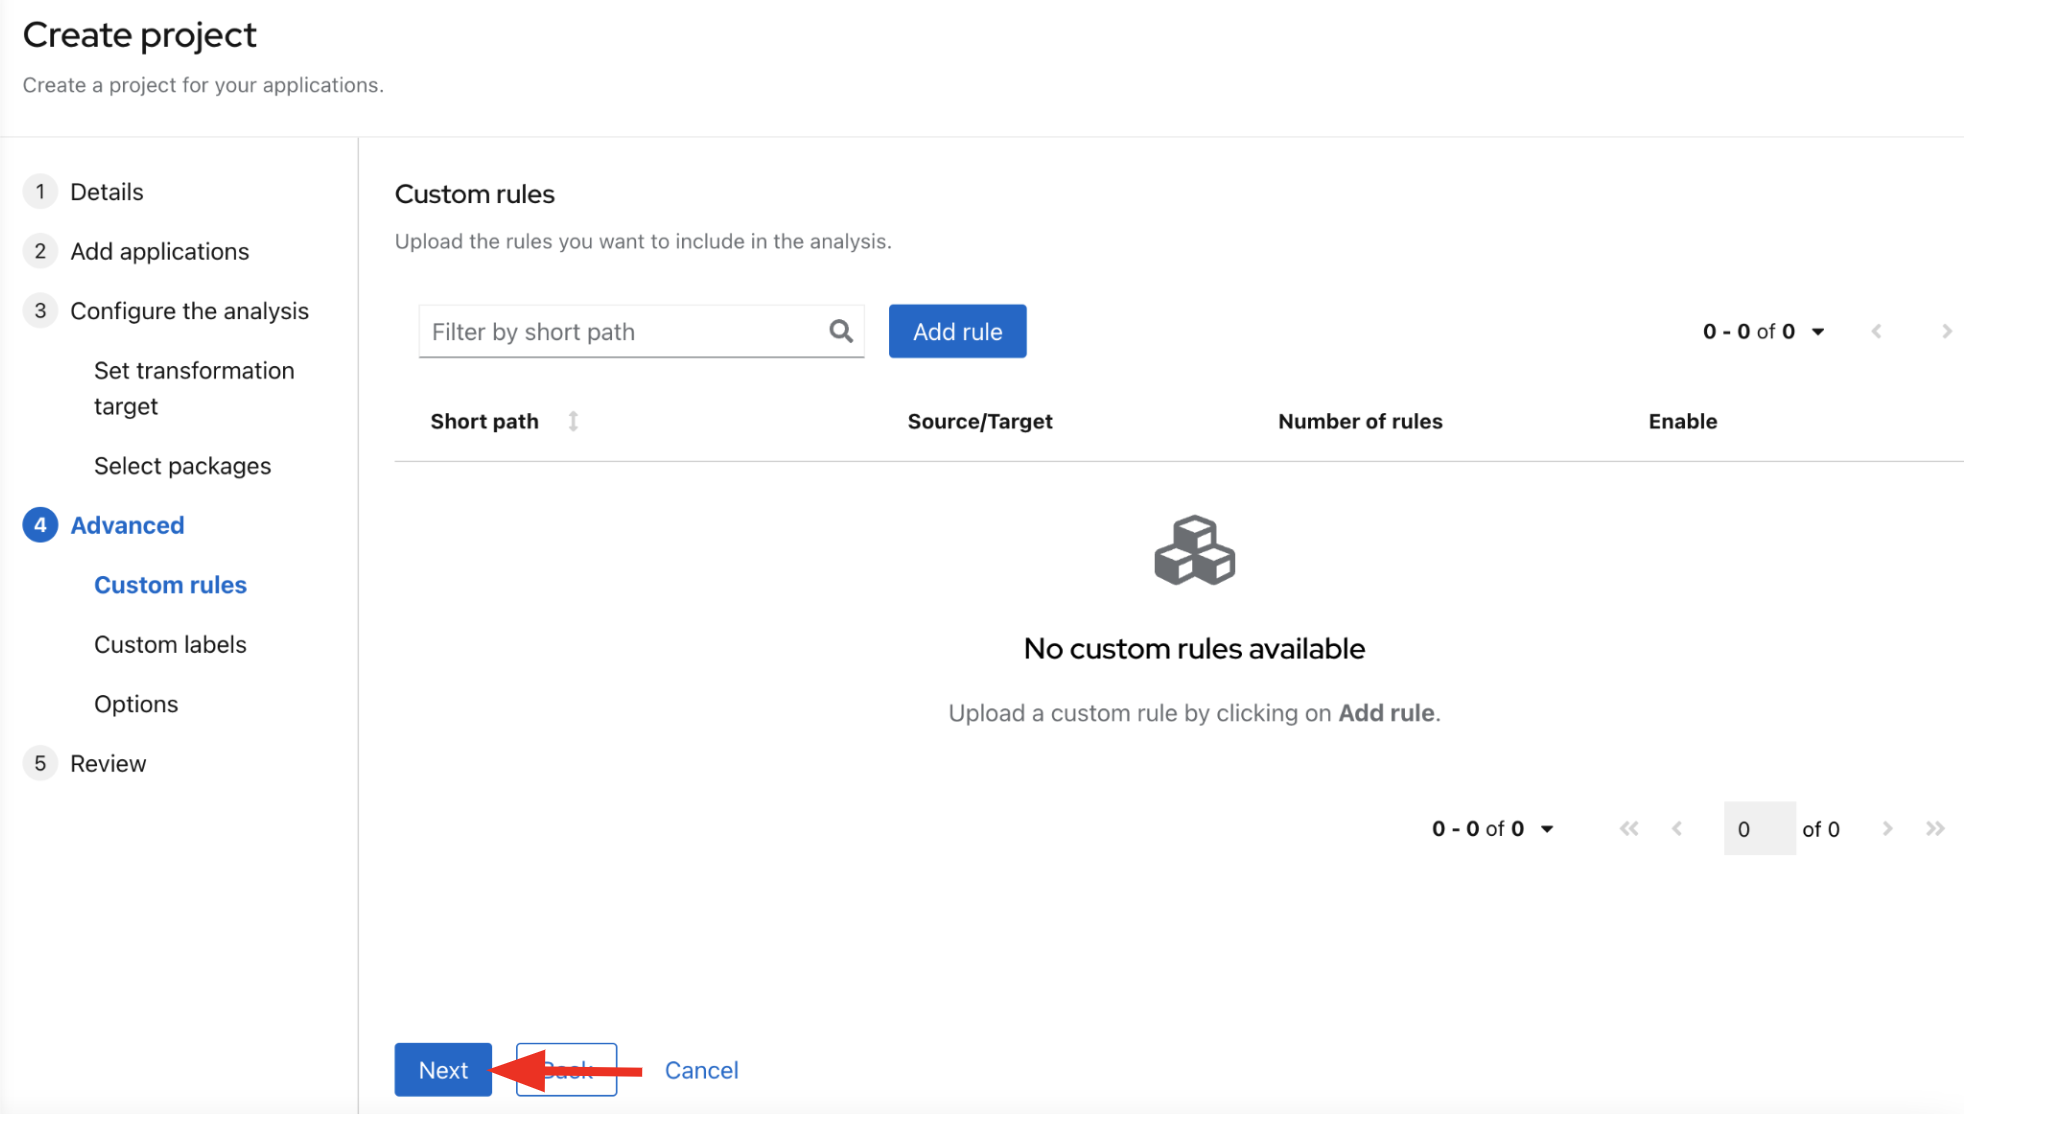 Create project
Create a project for your applications.
1 Details
2 Add applications
3 Configure the analysis
Set transformation
target
Select packages
4 Advanced
Custom rules
Custom labels
Options
5 Review
Custom rules
Upload the rules you want to include in the analysis.
Filter by short path
Add rule
0 - 0 of 0
Short path Source/Target Number of rules Enable
No custom rules available
Upload a custom rule by clicking on Add rule.
0 - 0 of 0 0 of 0
Next Back Cancel